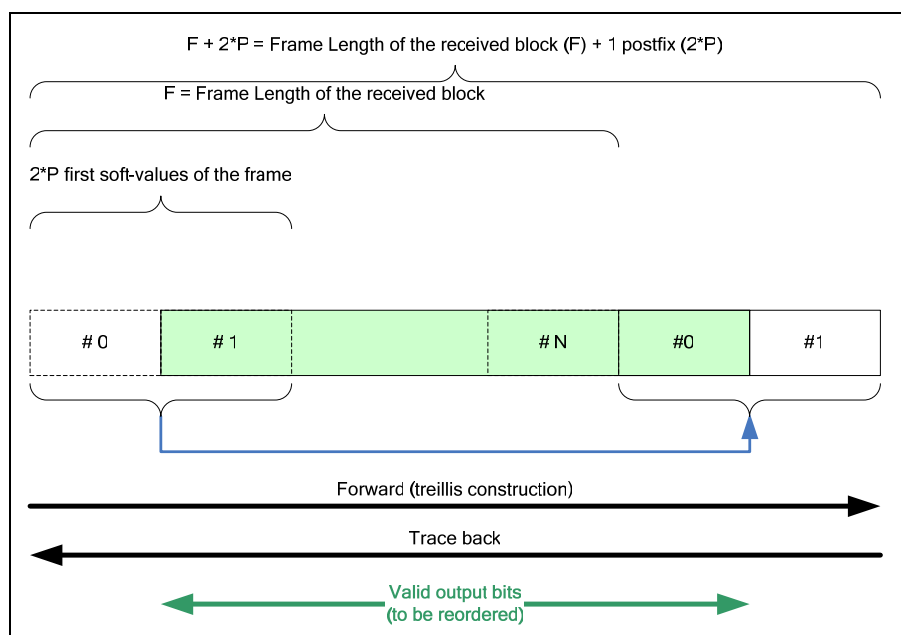 F + 2*P = Frame Length of the received block (F) + 1 postfix (2*P)
F = Frame Length of the received block
2*P first soft-values of the frame
# 0
# 1
# N
#0
#1
Forward (treillis construction)
Trace back
Valid output bits
(to be reordered)